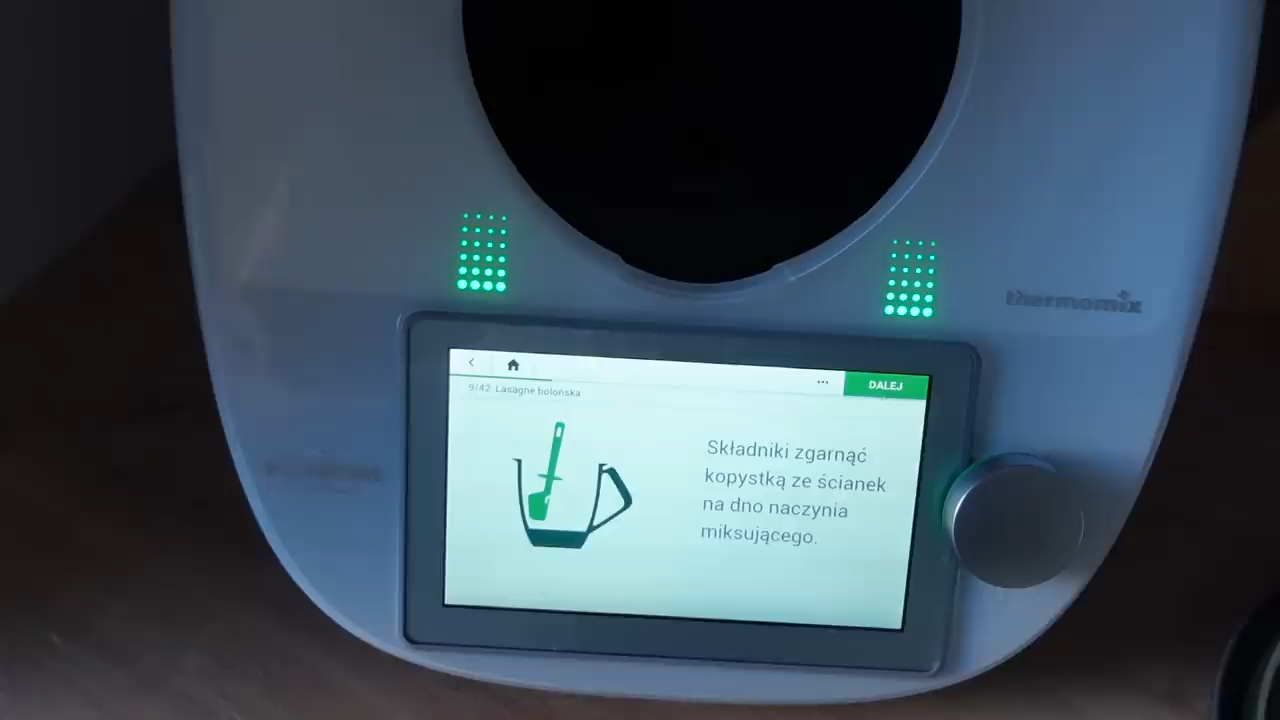 thermomix
DALEJ
9/42 Lasagne bolońska
Składniki zgarnąć
kopystką ze ścianek
na dno naczynia
miksującego.